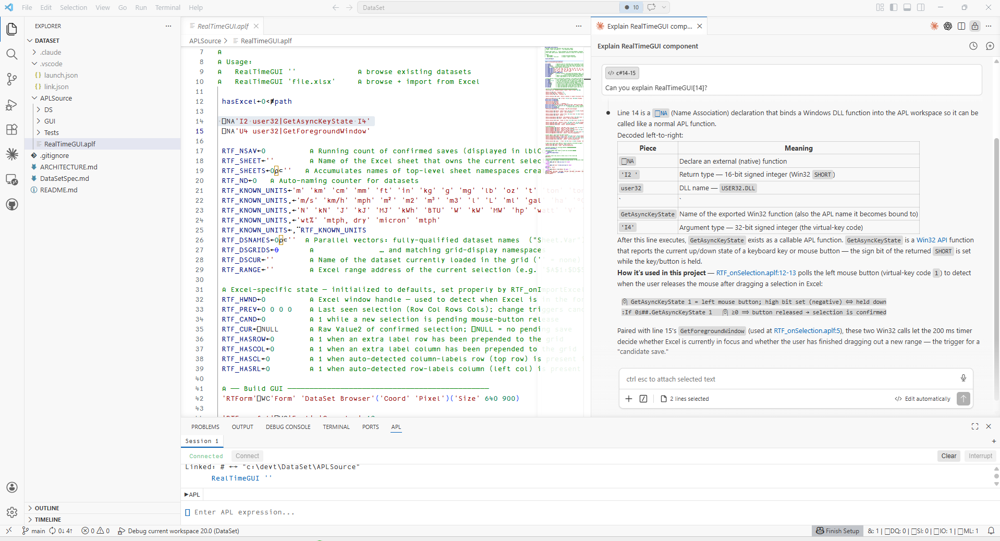 File Edit Selection View Go Run Terminal Help
DataSet
10
EXPLORER
DATASET
.claude
.vscode
{} launch.json
{} link.json
APLSource
DS
GUI
Tests
RealTimeGUI.aplf
.gitignore
ARCHITECTURE.md
DataSetSpec.md
README.md
OUTLINE
TIMELINE
RealTimeGUI.aplf
APLSource > RealTimeGUI.aplf
7 ⍝
8 ⍝ Usage:
9 ⍝ RealTimeGUI '' ⍝ browse existing datasets
10 ⍝ RealTimeGUI 'file.xlsx' ⍝ browse + import from Excel
11
12 hasExcel←0<≢path
13
14 ⎕NA'I2 user32|GetAsyncKeyState I4'
15 ⎕NA'U4 user32|GetForegroundWindow'
16
17 RTF_NSAV←0 ⍝ Running count of confirmed saves (displayed in lblC
18 RTF_SHEET←'' ⍝ Name of the Excel sheet that owns the current selec
19 RTF_SHEETS←0⍴⊂'' ⍝ Accumulates names of top-level sheet namespaces crea
20 RTF_ND←0 ⍝ Auto-naming counter for datasets
21 RTF_KNOWN_UNITS←'m' 'km' 'cm' 'mm' 'ft' 'in' 'kg' 'g' 'mg' 'lb' 'oz' 't' 'ton' 'ton
22 RTF_KNOWN_UNITS,←'m/s' 'km/h' 'mph' 'm²' 'm2' 'm³' 'm3' 'l' 'L' 'ml' 'gal' 'ha' '°C
23 RTF_KNOWN_UNITS,←'N' 'kN' 'J' 'kJ' 'MJ' 'kWh' 'BTU' 'W' 'kW' 'MW' 'hp' 'watt' 'V'
24 RTF_KNOWN_UNITS,←'wt%' 'mtph, dry' 'micron' 'mtph'
25 RTF_KNOWN_UNITS←,¨RTF_KNOWN_UNITS
26 RTF_DSNAMES←0⍴⊂'' ⍝ Parallel vectors: fully-qualified dataset names ("Sheet.Var")
27 RTF_DSGRIDS←⍬ ⍝ … and matching grid-display namespaces
28 RTF_DSCUR←'' ⍝ Name of the dataset currently loaded in the grid ('' = none)
29 RTF_RANGE←'' ⍝ Excel range address of the current selection (e.g. '$A$1:$D$5
30
31 ⍝ Excel-specific state — initialized to defaults, set properly by RTF_onImportExcel
32 RTF_HWND←0 ⍝ Excel window handle — used to detect when Excel is in the for
33 RTF_PREV←0 0 0 0 ⍝ Last seen selection (Row Col Rows Cols); change triggers cand
34 RTF_CAND←0 ⍝ 1 while a new selection is pending mouse-button release
35 RTF_CUR←⎕NULL ⍝ Raw Value2 of confirmed selection; ⎕NULL = no pending save
36 RTF_HASROW←0 ⍝ 1 when an extra label row has been prepended to the grid
37 RTF_HASCOL←0 ⍝ 1 when an extra label column has been prepended to the grid
38 RTF_HASCL←0 ⍝ 1 when auto-detected column-labels row (top row) is present
39 RTF_HASRL←0 ⍝ 1 when auto-detected row-labels column (left col) is present
40
41 ⍝ —— Build GUI ——————————————————————
42 'RTForm'⎕WC'Form' 'DataSet Browser'('Coord' 'Pixel')('Size' 640 900)
43
Explain RealTimeGUI comp...
Explain RealTimeGUI component
c#14-15
Can you explain RealTimeGUI[14]?
Line 14 is a ⎕NA (Name Association) declaration that binds a Windows DLL function into the APL workspace so it can be
called like a normal APL function.
Decoded left-to-right:
Piece Meaning
⎕NA Declare an external (native) function
'I2 ' Return type — 16-bit signed integer (Win32 SHORT)
user32 DLL name — USER32.DLL
` `
GetAsyncKeyState Name of the exported Win32 function (also the APL name it becomes bound to)
'I4' Argument type — 32-bit signed integer (the virtual-key code)
After this line executes, GetAsyncKeyState exists as a callable APL function. GetAsyncKeyState is a Win32 API function
that reports the current up/down state of a keyboard key or mouse button — the sign bit of the returned SHORT is set
while the key/button is held.
How it's used in this project — RTF_onSelection.aplf:12-13 polls the left mouse button (virtual-key code 1) to detect
when the user releases the mouse after dragging a selection in Excel:
⍝ GetAsyncKeyState 1 = left mouse button; high bit set (negative) ⇔ held down
:If 0≤##.GetAsyncKeyState 1 ⍝ ≥0 ⇒ button released → selection is confirmed
Paired with line 15's GetForegroundWindow (used at RTF_onSelection.aplf:5), these two Win32 calls let the 200 ms timer
decide whether Excel is currently in focus and whether the user has finished dragging out a new range — the trigger for a
"candidate save."
ctrl esc to attach selected text
2 lines selected
Edit automatically
PROBLEMS OUTPUT DEBUG CONSOLE TERMINAL PORTS APL
Session 1
Connected Connect
Clear Interrupt
Linked: # ←→ "c:\devt\DataSet\APLSource"
RealTimeGUI ''
▶APL
Enter APL expression...
main 0↓ 4↑ 0 0 Debug current workspace 20.0 (DataSet)
Finish Setup &: 1 | ⎕DQ: 0 | ⎕SI: 0 | ⎕IO: 1 | ⎕ML: 1